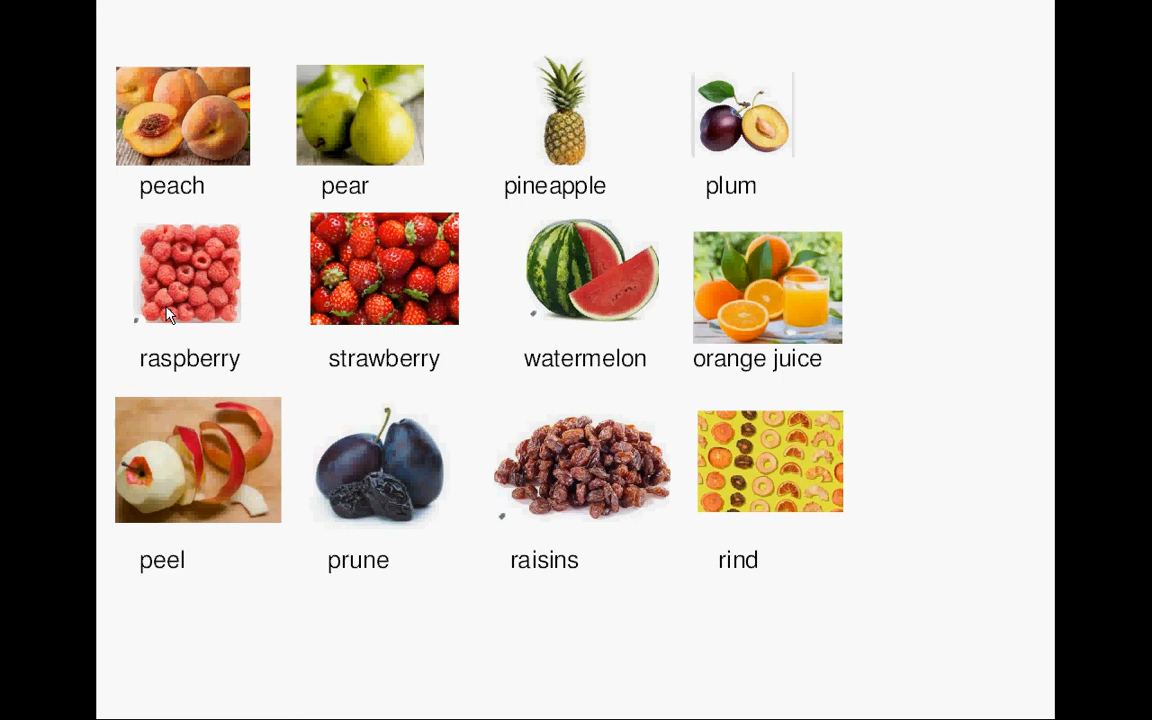 peach pear pineapple plum
raspberry strawberry watermelon orange juice
peel prune raisins rind